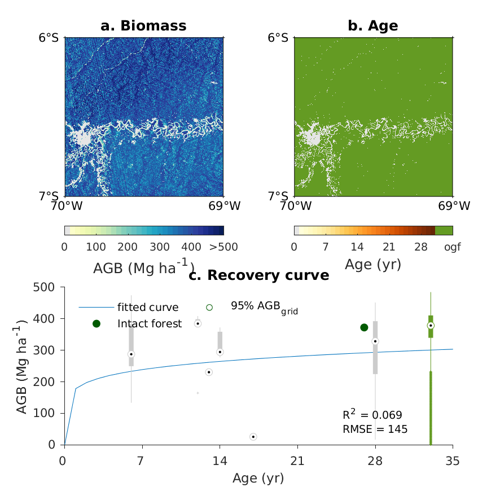 a. Biomass
b. Age
6°S
6°S
7°S
7°S
70°W
69°W
70°W
69°W
0 100 200 300 400 >500
0 7 14 21 28 ogf
AGB (Mg ha-1)
Age (yr)
c. Recovery curve
500
400
300
200
100
0
AGB (Mg ha-1)
fitted curve
95% AGBgrid
Intact forest
R2 = 0.069
RMSE = 145
0 7 14 21 28 35
Age (yr)